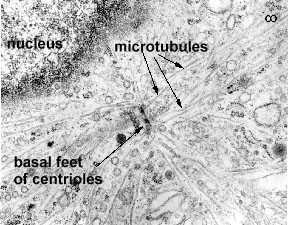 ∞
nucleus
microtubules
basal feet
of centrioles